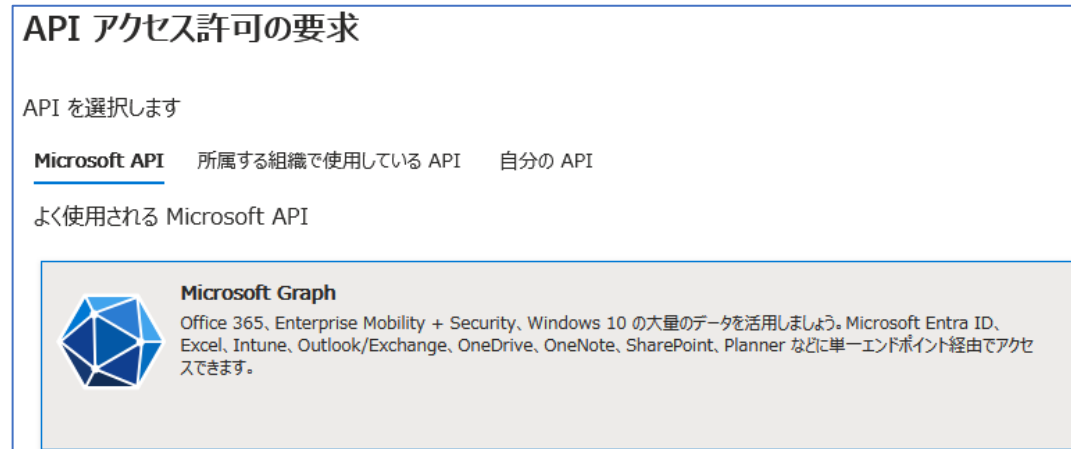 API アクセス許可の要求
API を選択します
Microsoft API 所属する組織で使用している API 自分の API
よく使用される Microsoft API
Microsoft Graph
Office 365、Enterprise Mobility + Security、Windows 10 の大量のデータを活用しましょう。Microsoft Entra ID、
Excel、Intune、Outlook/Exchange、OneDrive、OneNote、SharePoint、Planner などに単一エンドポイント経由でアクセ
スできます。